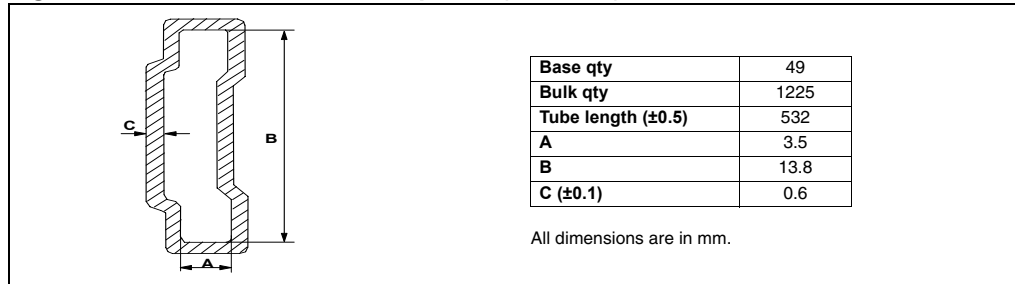 C
B
A
Base qty 49
Bulk qty 1225
Tube length (±0.5) 532
A 3.5
B 13.8
C (±0.1) 0.6
All dimensions are in mm.